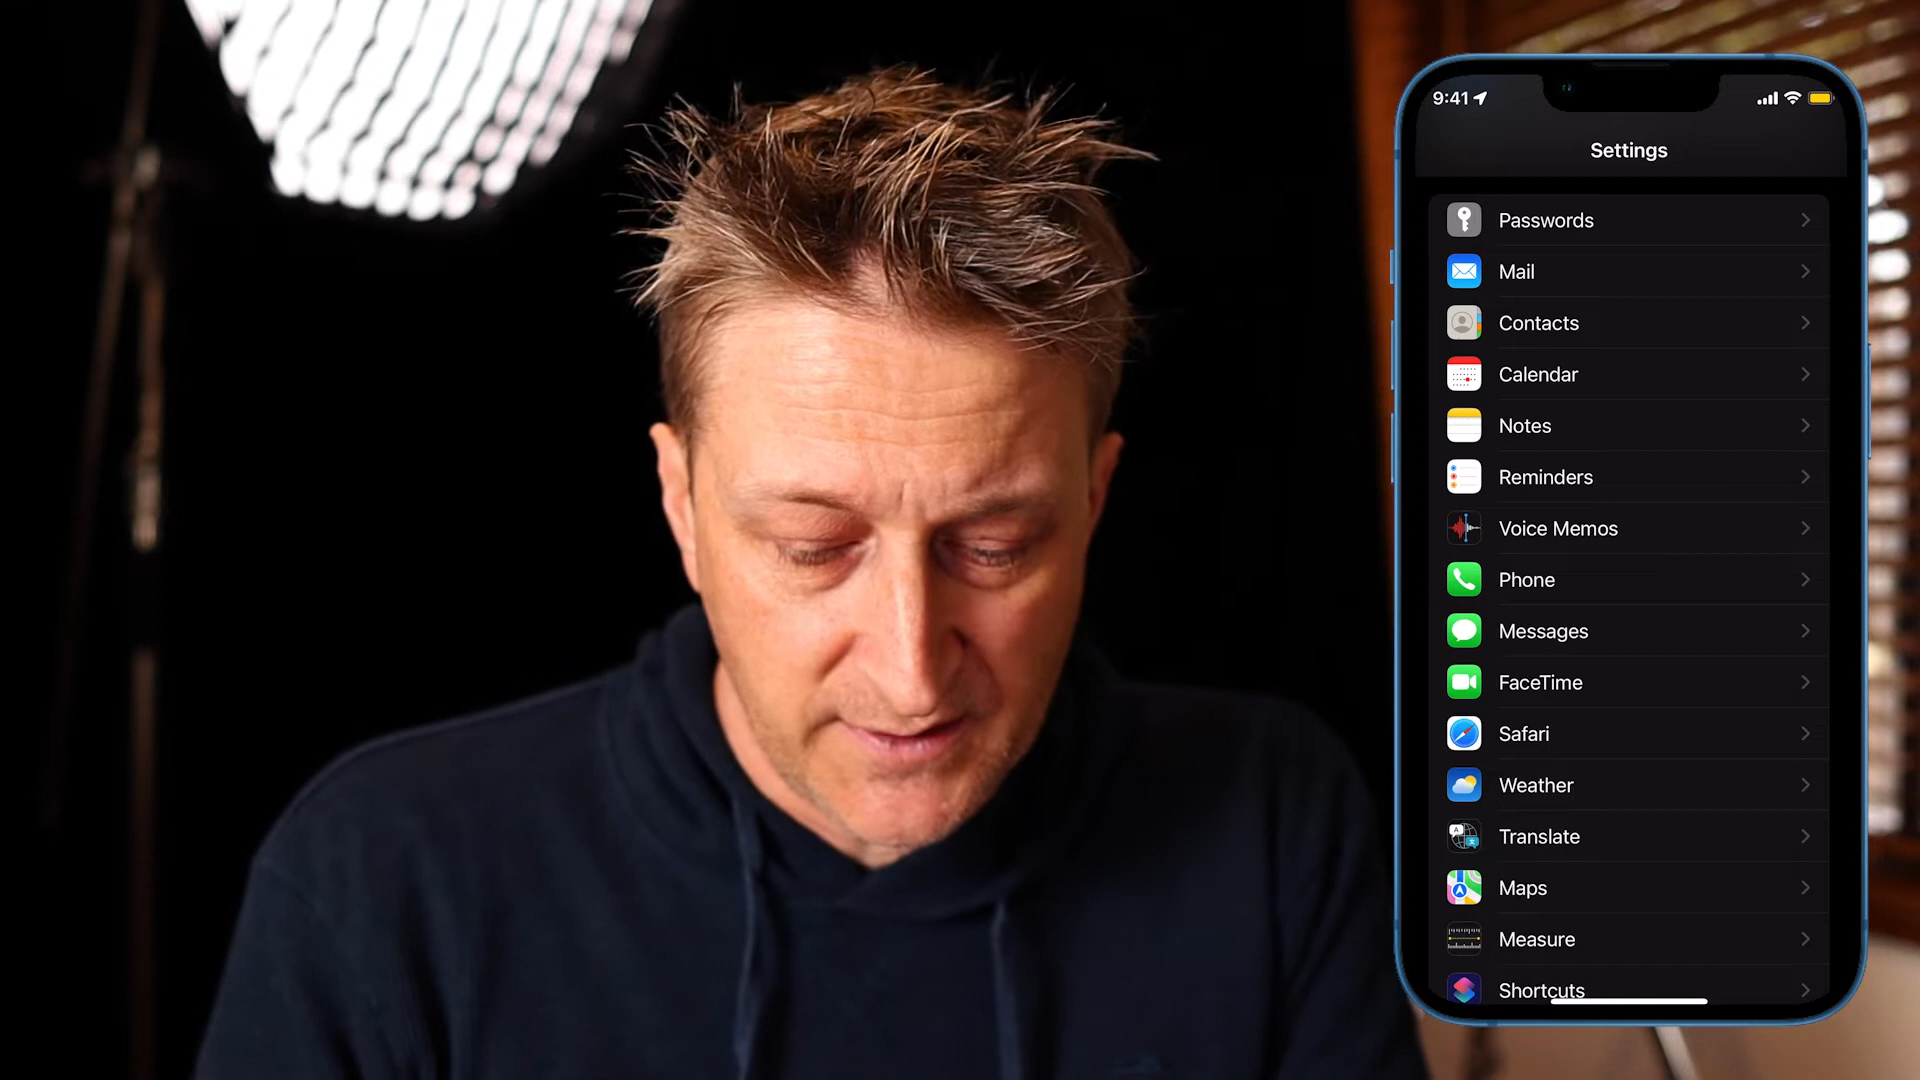 9:41
Settings
Passwords
Mail
Contacts
Calendar
Notes
Reminders
Voice Memos
Phone
Messages
FaceTime
Safari
Weather
Translate
Maps
Measure
Shortcuts